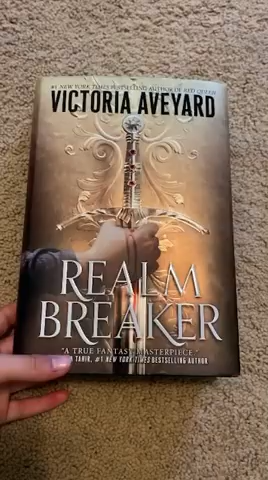 #1 NEW YORK TIMES BESTSELLING AUTHOR OF RED QUEEN
VICTORIA AVEYARD
REALM
BREAKER
"A TRUE FANTASY MASTERPIECE."
TAHIR, #1 NEW YORK TIMES BESTSELLING AUTHOR